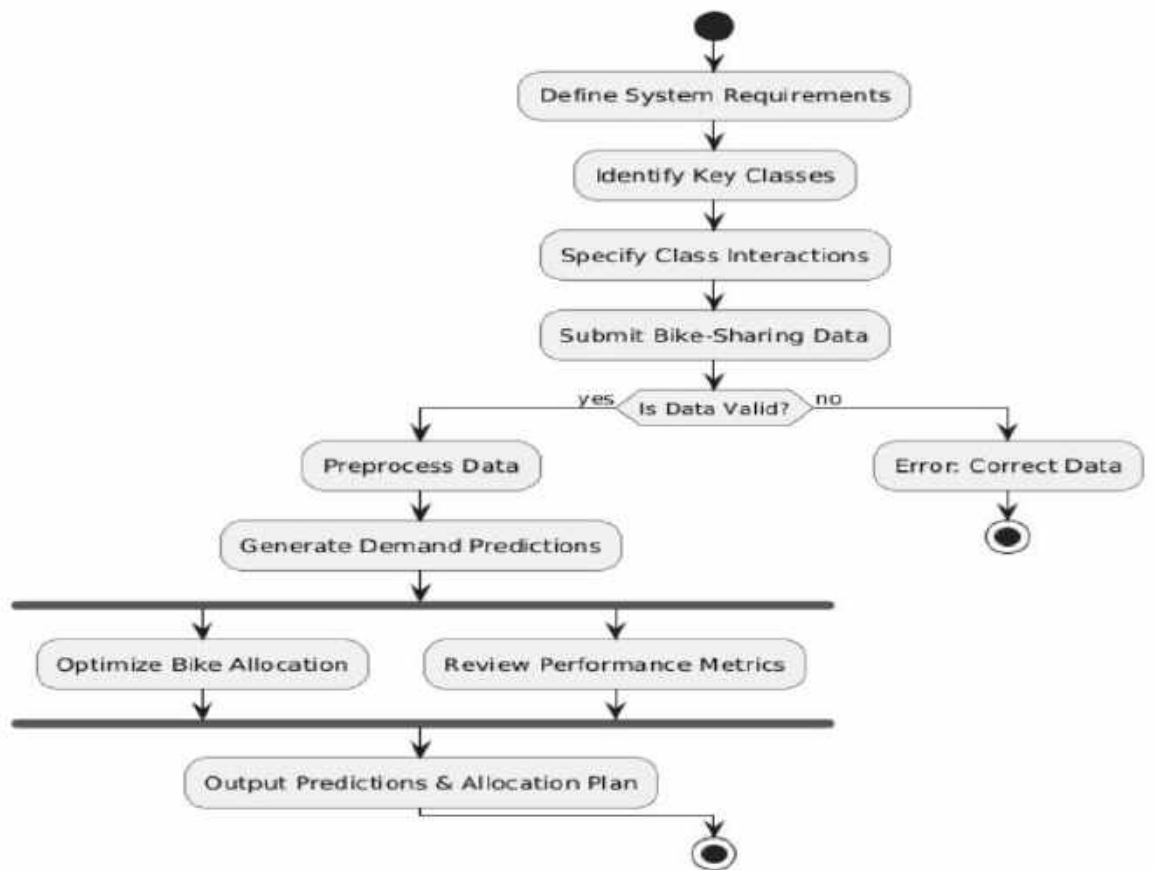 Define System Requirements
Identify Key Classes
Specify Class Interactions
Submit Bike-Sharing Data
yes
Is Data Valid?
no
Preprocess Data
Error: Correct Data
Generate Demand Predictions
Optimize Bike Allocation
Review Performance Metrics
Output Predictions & Allocation Plan